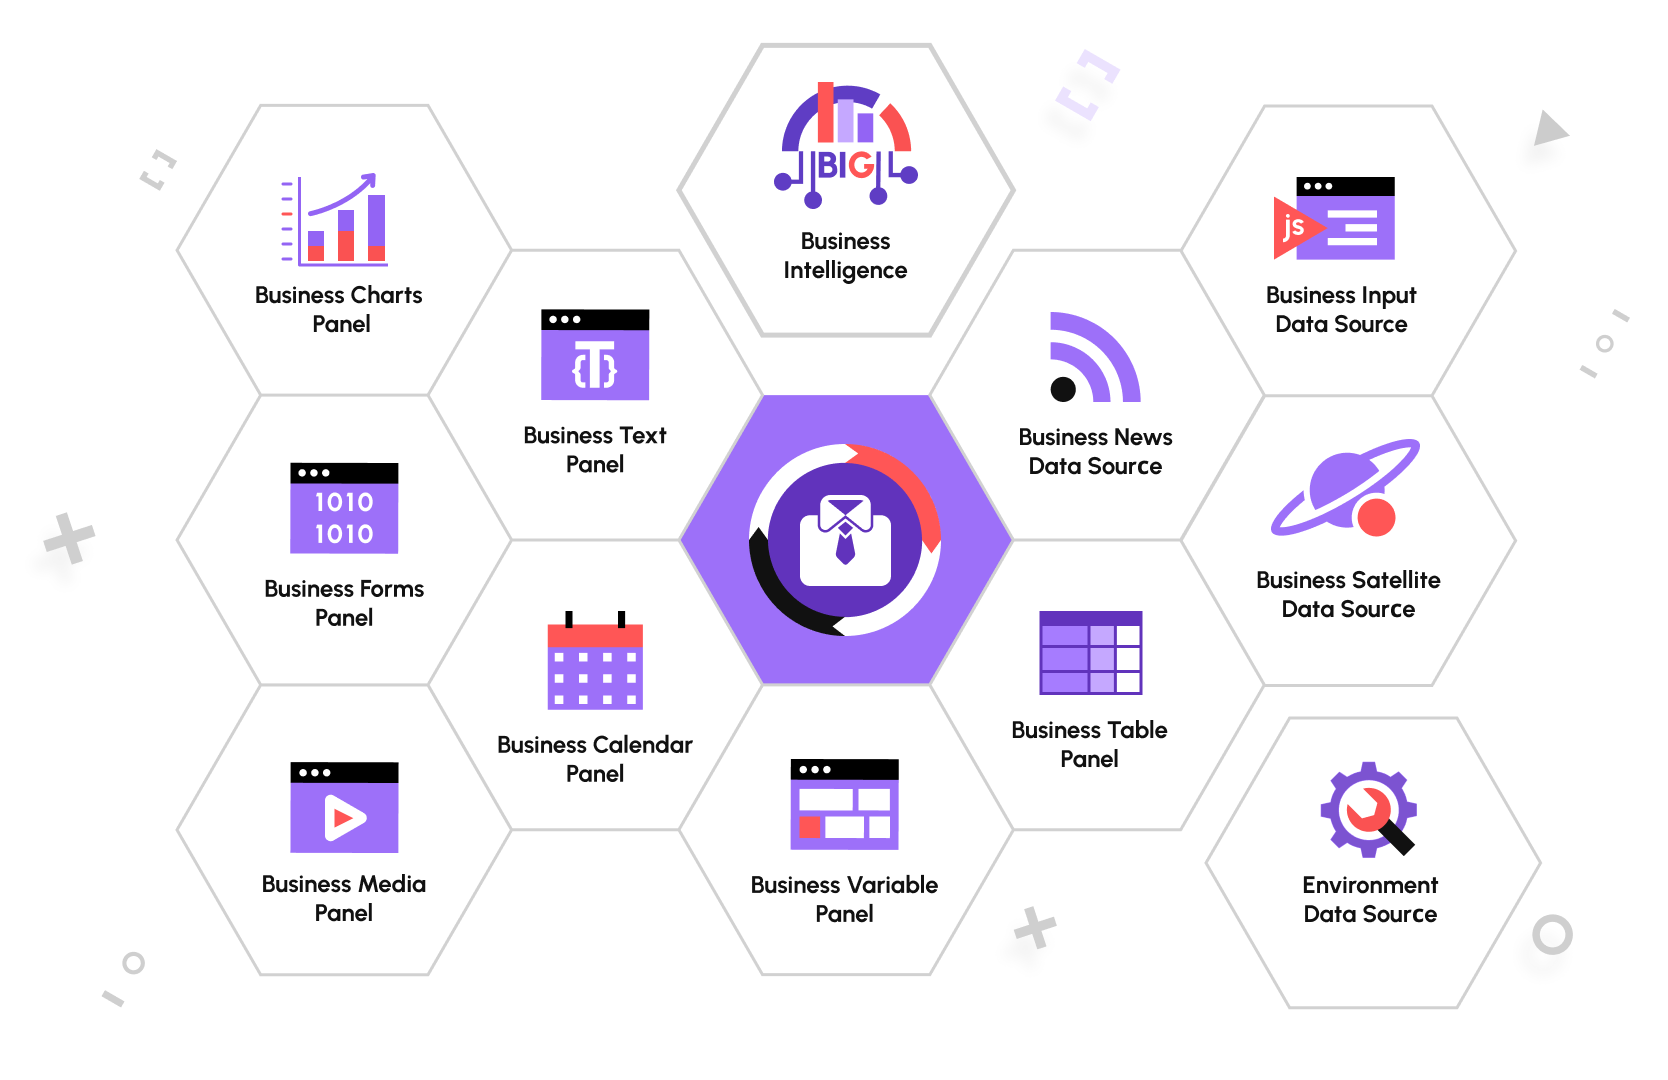 BIG
Business
Intelligence
Business Charts
Panel
js
Business Input
Data Source
{T}
Business Text
Panel
Business News
Data Source
1010
1010
Business Forms
Panel
Business Satellite
Data Source
Business Calendar
Panel
Business Table
Panel
Business Media
Panel
Business Variable
Panel
Environment
Data Source